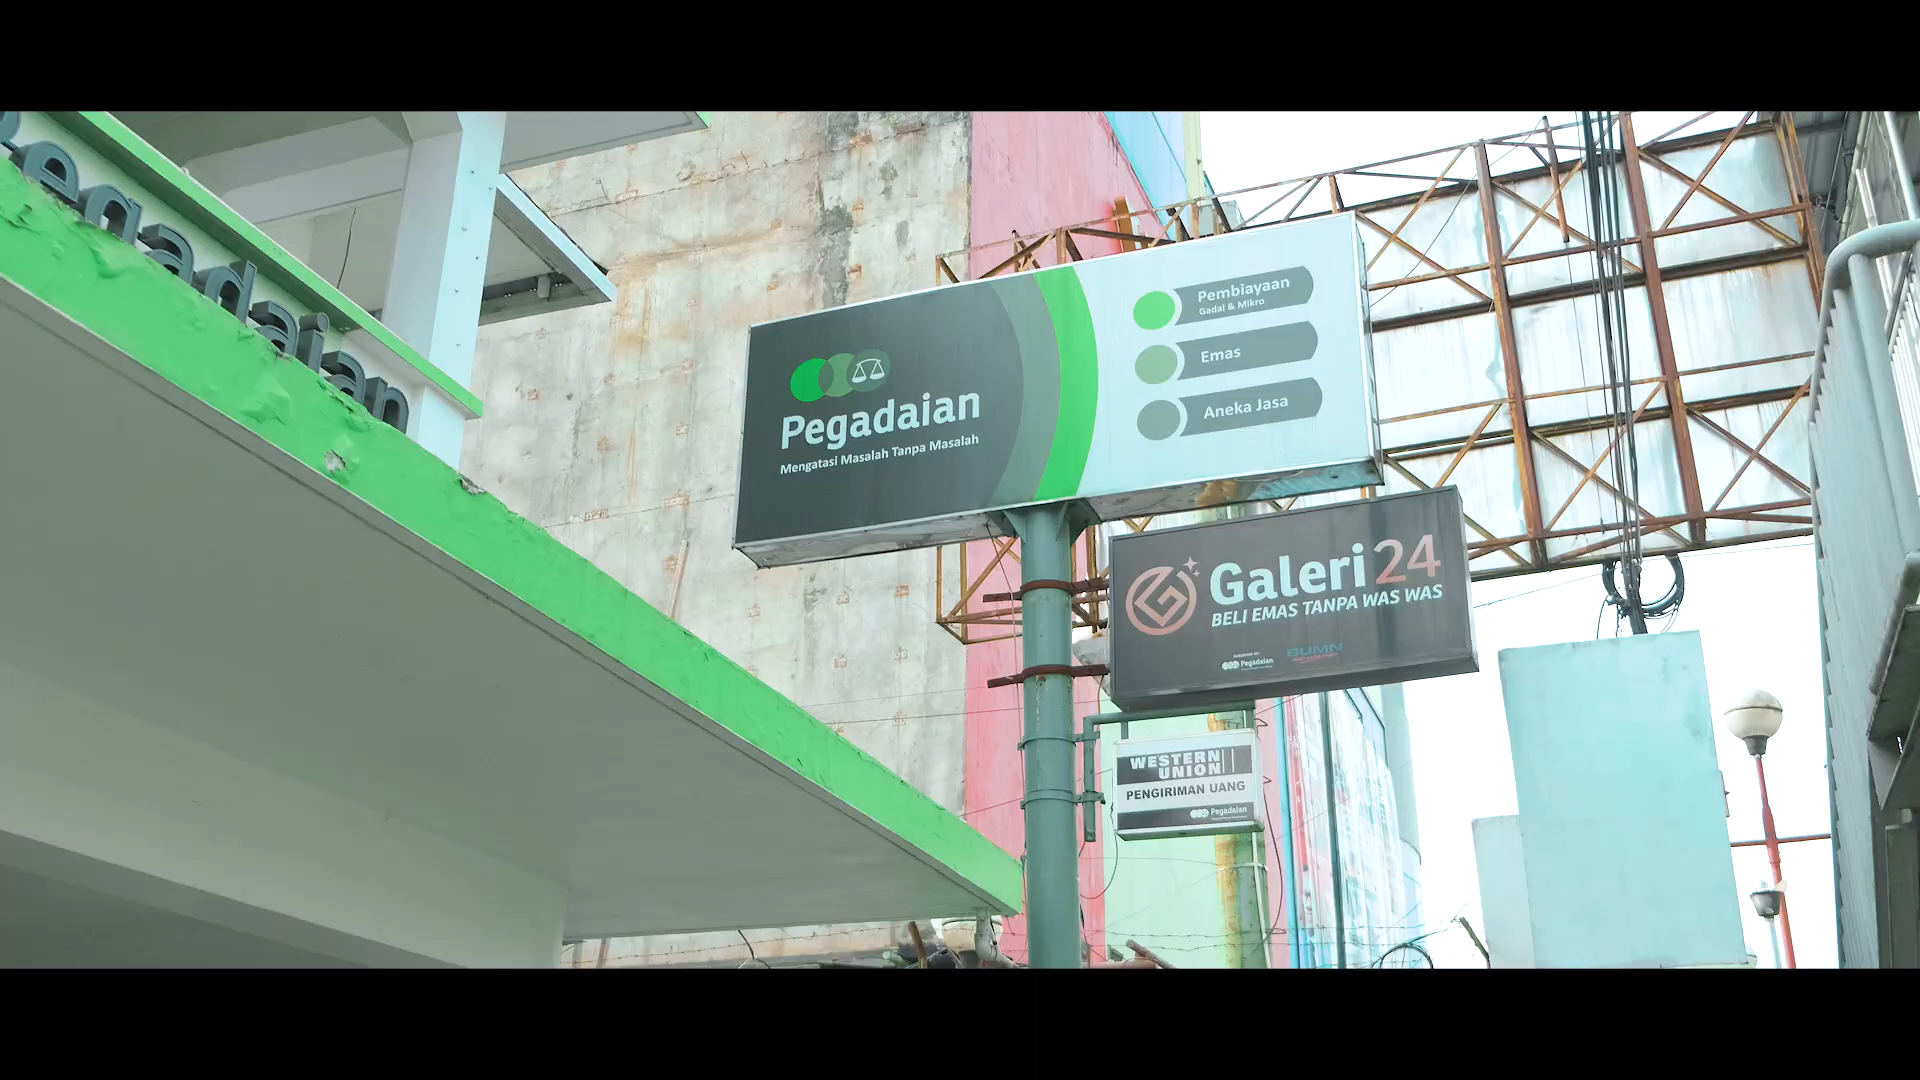 Pegadaian
Pegadaian
Mengatasi Masalah Tanpa Masalah
Pembiayaan
Gadai & Mikro
Emas
Aneka Jasa
Galeri 24
BELI EMAS TANPA WAS WAS
Pegadaian
BUMN
WESTERN
UNION
PENGIRIMAN UANG
Pegadaian